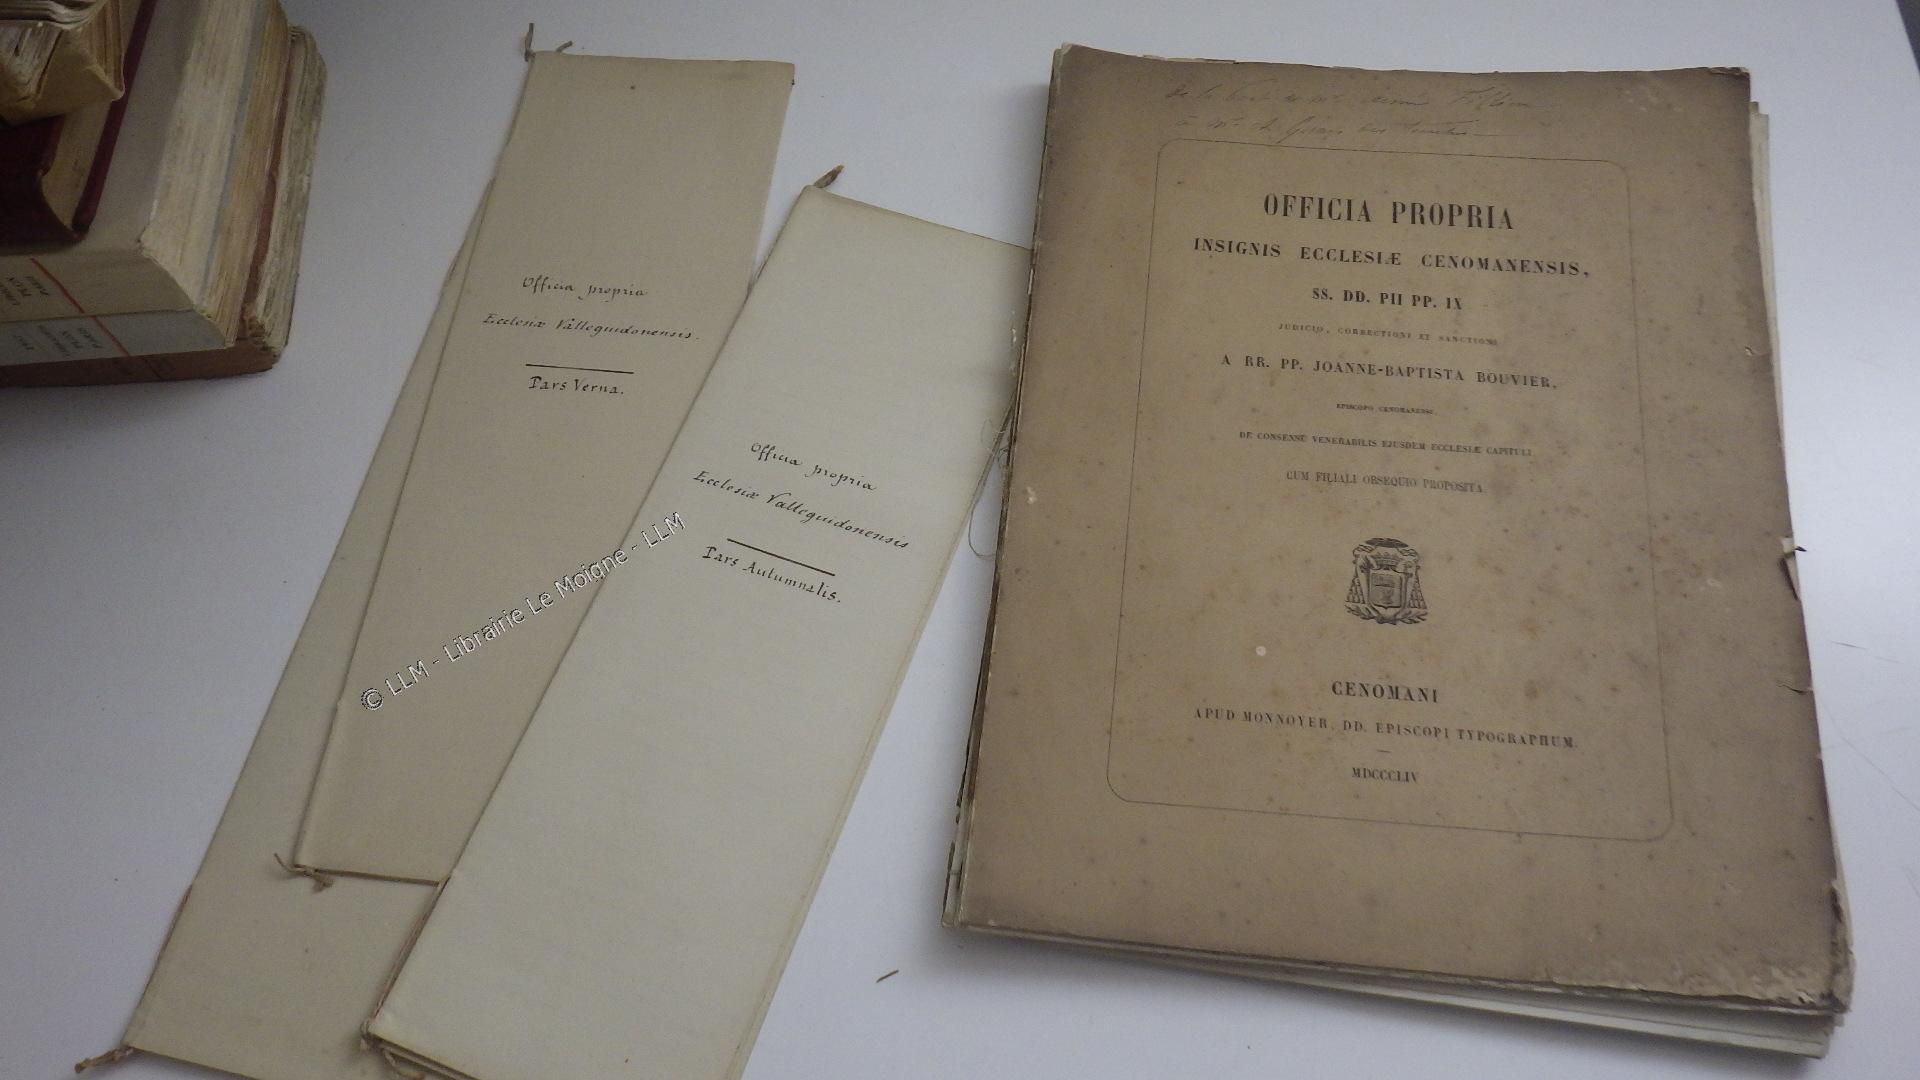 Officia propria
Ecclesiæ Valleguidonensis.
Pars Verna.
Officia propria
Ecclesiæ Valleguidonensis
Pars Autumnalis.
© LLM - Librairie Le Moigne - LLM
OFFICIA PROPRIA
INSIGNIS ECCLESIÆ CENOMANENSIS,
SS. DD. PII PP. IX
JUDICIO, CORRECTIONI ET SANCTIONI
A RR. PP. JOANNE-BAPTISTA BOUVIER,
EPISCOPO CENOMANENSI,
DE CONSENSU VENERABILIS EJUSDEM ECCLESIÆ CAPITULI,
CUM FILIALI OBSEQUIO PROPOSITA.
CENOMANI
APUD MONNOYER, DD. EPISCOPI TYPOGRAPHUM.
MDCCCLIV